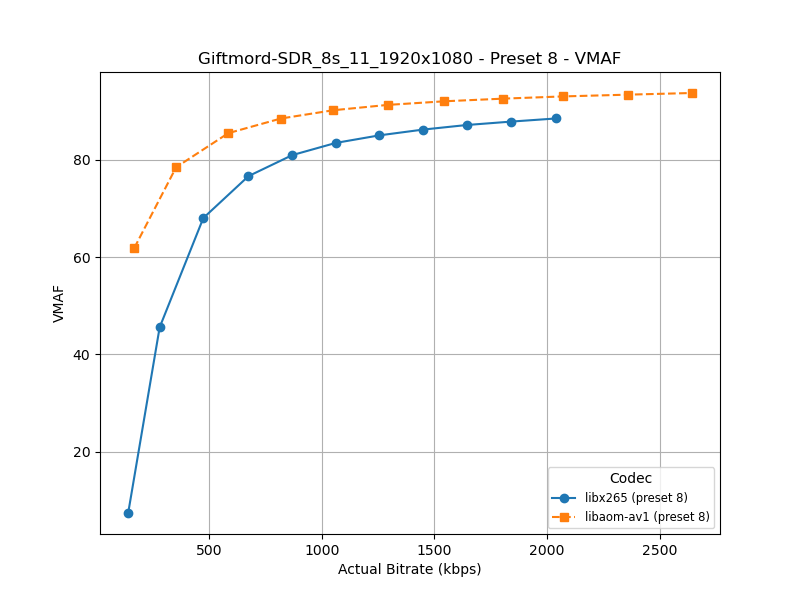 Giftmord-SDR_8s_11_1920x1080 - Preset 8 - VMAF
VMAF
80
60
40
20
500
1000
1500
2000
2500
Actual Bitrate (kbps)
Codec
libx265 (preset 8)
libaom-av1 (preset 8)